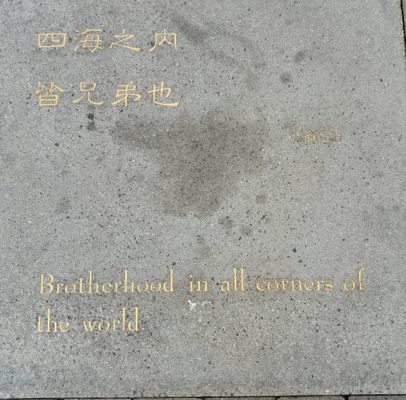 四海之内
皆兄弟也
Brotherhood in all corners of
the world